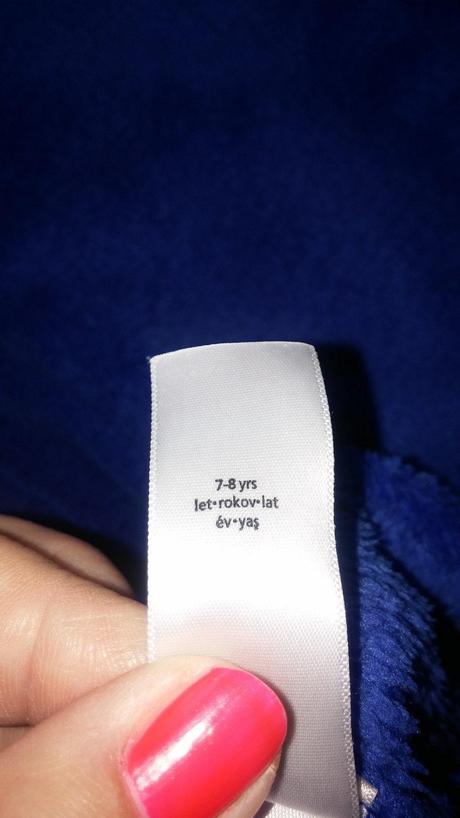 7-8 yrs
let•rokov•lat
év•yaş